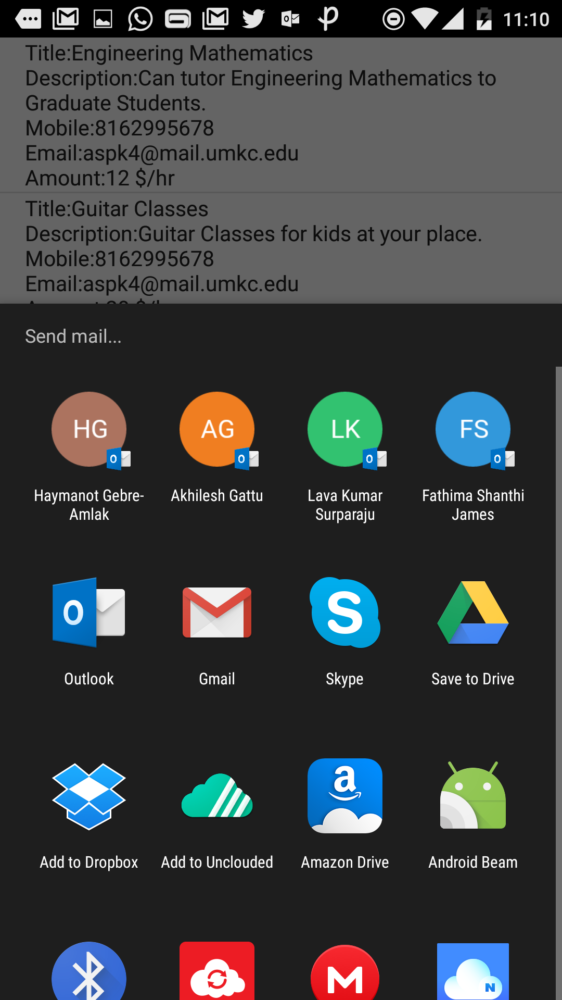 11:10
Title:Engineering Mathematics
Description:Can tutor Engineering Mathematics to
Graduate Students.
Mobile:8162995678
Email:aspk4@mail.umkc.edu
Amount:12 $/hr
Title:Guitar Classes
Description:Guitar Classes for kids at your place.
Mobile:8162995678
Email:aspk4@mail.umkc.edu
Send mail...
HG AG LK FS
Haymanot Gebre-
Amlak
Akhilesh Gattu
Lava Kumar
Surparaju
Fathima Shanthi
James
Outlook Gmail Skype Save to Drive
Add to Dropbox Add to Unclouded Amazon Drive Android Beam